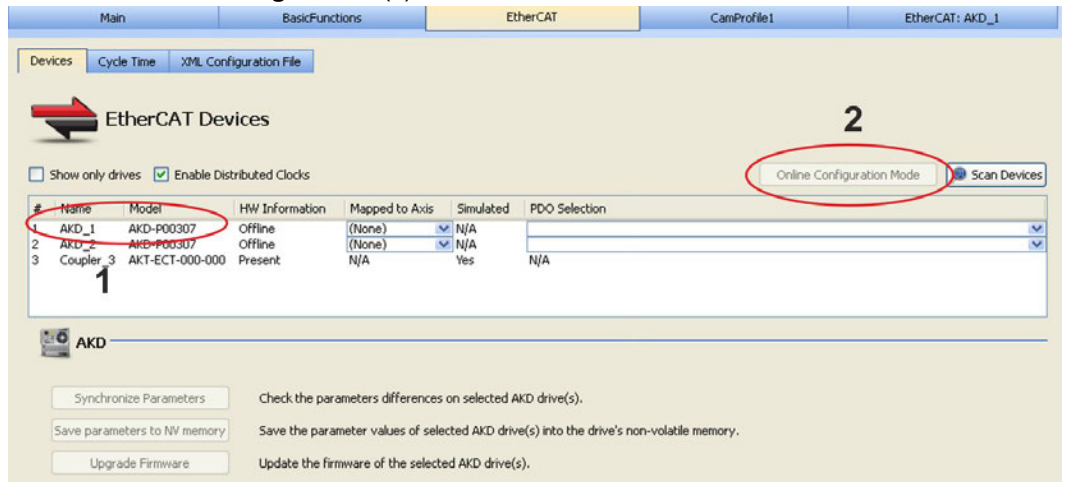 Main BasicFunctions EtherCAT CamProfile1 EtherCAT: AKD_1
Devices Cycle Time XML Configuration File
EtherCAT Devices
2
Show only drives Enable Distributed Clocks Online Configuration Mode Scan Devices
# Name Model HW Information Mapped to Axis Simulated PDO Selection
1 AKD_1 AKD-P00307 Offline (None) N/A
2 AKD_2 AKD-P00307 Offline (None) N/A
3 Coupler_3 AKT-ECT-000-000 Present N/A Yes N/A
1
AKD
Synchronize Parameters Check the parameters differences on selected AKD drive(s).
Save parameters to NV memory Save the parameter values of selected AKD drive(s) into the drive's non-volatile memory.
Upgrade Firmware Update the firmware of the selected AKD drive(s).